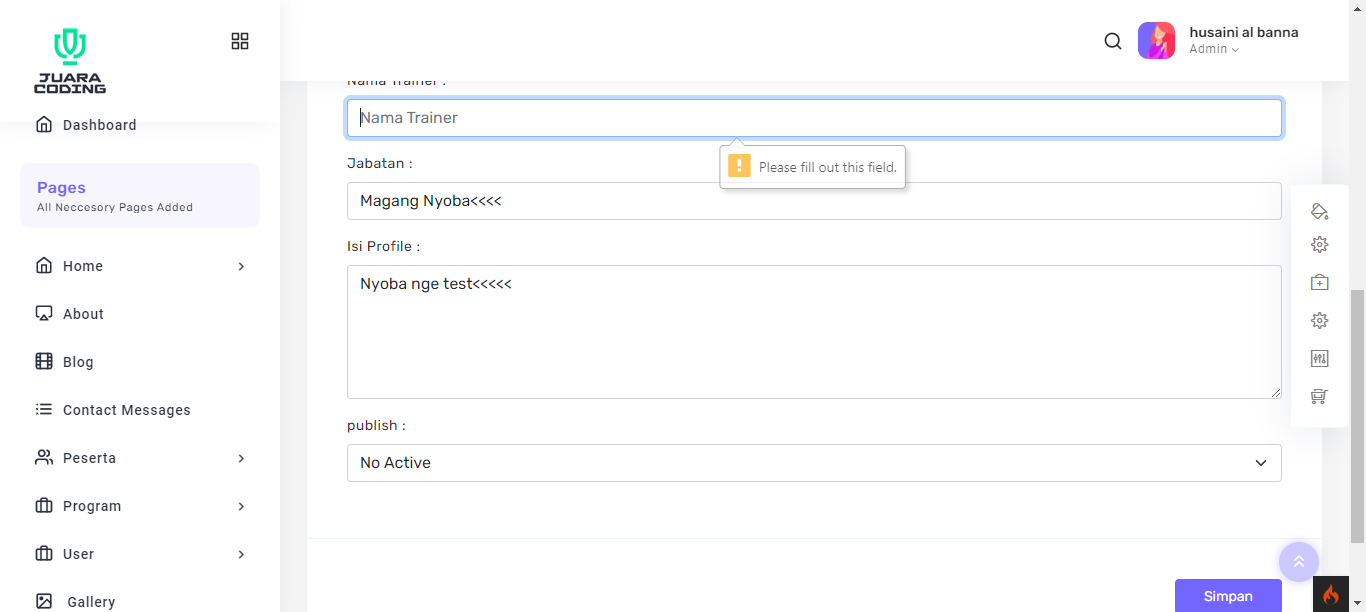 JUARA
CODING
husaini al banna
Admin
Dashboard
Pages
All Neccesory Pages Added
Home
About
Blog
Contact Messages
Peserta
Program
User
Gallery
Nama Trainer :
Nama Trainer
Please fill out this field.
Jabatan :
Magang Nyoba<<<<
Isi Profile :
Nyoba nge test<<<<<
publish :
No Active
Simpan